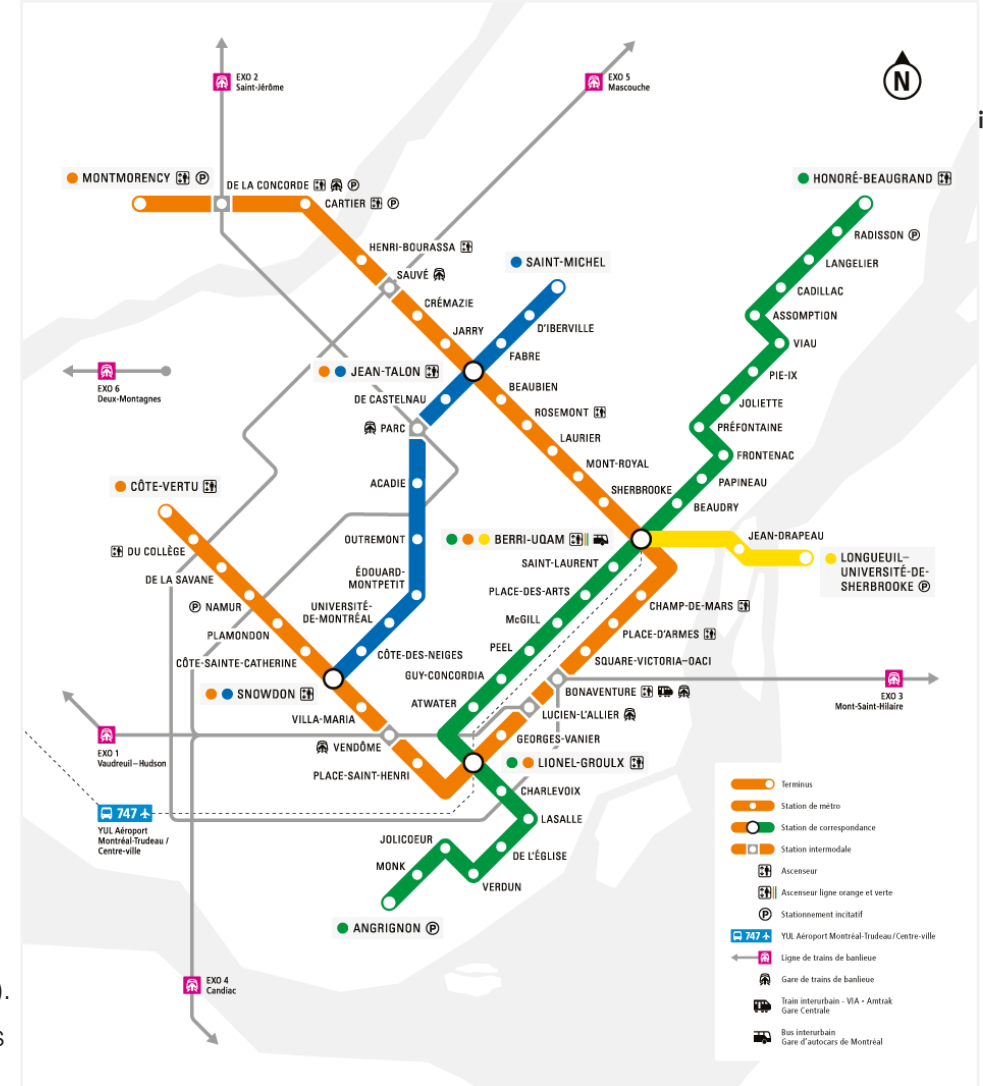 EXO 2
Saint-Jérôme
EXO 5
Mascouche
N
i
MONTMORENCY P
DE LA CONCORDE P
CARTIER P
HONORÉ-BEAUGRAND
RADISSON P
HENRI-BOURASSA
LANGELIER
SAUVÉ
SAINT-MICHEL
CADILLAC
CRÉMAZIE
ASSOMPTION
D'IBERVILLE
JARRY
VIAU
FABRE
EXO 6
Deux-Montagnes
JEAN-TALON
PIE-IX
BEAUBIEN
DE CASTELNAU
JOLIETTE
ROSEMONT
PARC
PRÉFONTAINE
LAURIER
FRONTENAC
MONT-ROYAL
ACADIE
PAPINEAU
CÔTE-VERTU
SHERBROOKE
BEAUDRY
OUTREMONT
BERRI-UQAM
JEAN-DRAPEAU
DU COLLÈGE
LONGUEUIL–
UNIVERSITÉ-DE-
SHERBROOKE P
SAINT-LAURENT
DE LA SAVANE
ÉDOUARD-
MONTPETIT
PLACE-DES-ARTS
P NAMUR
UNIVERSITÉ-
DE-MONTRÉAL
CHAMP-DE-MARS
McGILL
PLAMONDON
PLACE-D'ARMES
PEEL
CÔTE-SAINTE-CATHERINE
CÔTE-DES-NEIGES
SQUARE-VICTORIA–OACI
GUY-CONCORDIA
SNOWDON
BONAVENTURE
EXO 3
Mont-Saint-Hilaire
ATWATER
VILLA-MARIA
LUCIEN-L'ALLIER
GEORGES-VANIER
VENDÔME
EXO 1
Vaudreuil–Hudson
LIONEL-GROULX
PLACE-SAINT-HENRI
CHARLEVOIX
747
LASALLE
YUL Aéroport
Montréal-Trudeau /
Centre-ville
JOLICOEUR
DE L'ÉGLISE
MONK
VERDUN
ANGRIGNON P
EXO 4
Candiac
).
s
Terminus
Station de métro
Station de correspondance
Station intermodale
Ascenseur
Ascenseur ligne orange et verte
P Stationnement incitatif
747 YUL Aéroport Montréal-Trudeau/Centre-ville
Ligne de trains de banlieue
Gare de trains de banlieue
Train interurbain - VIA • Amtrak
Gare Centrale
Bus interurbain
Gare d'autocars de Montréal